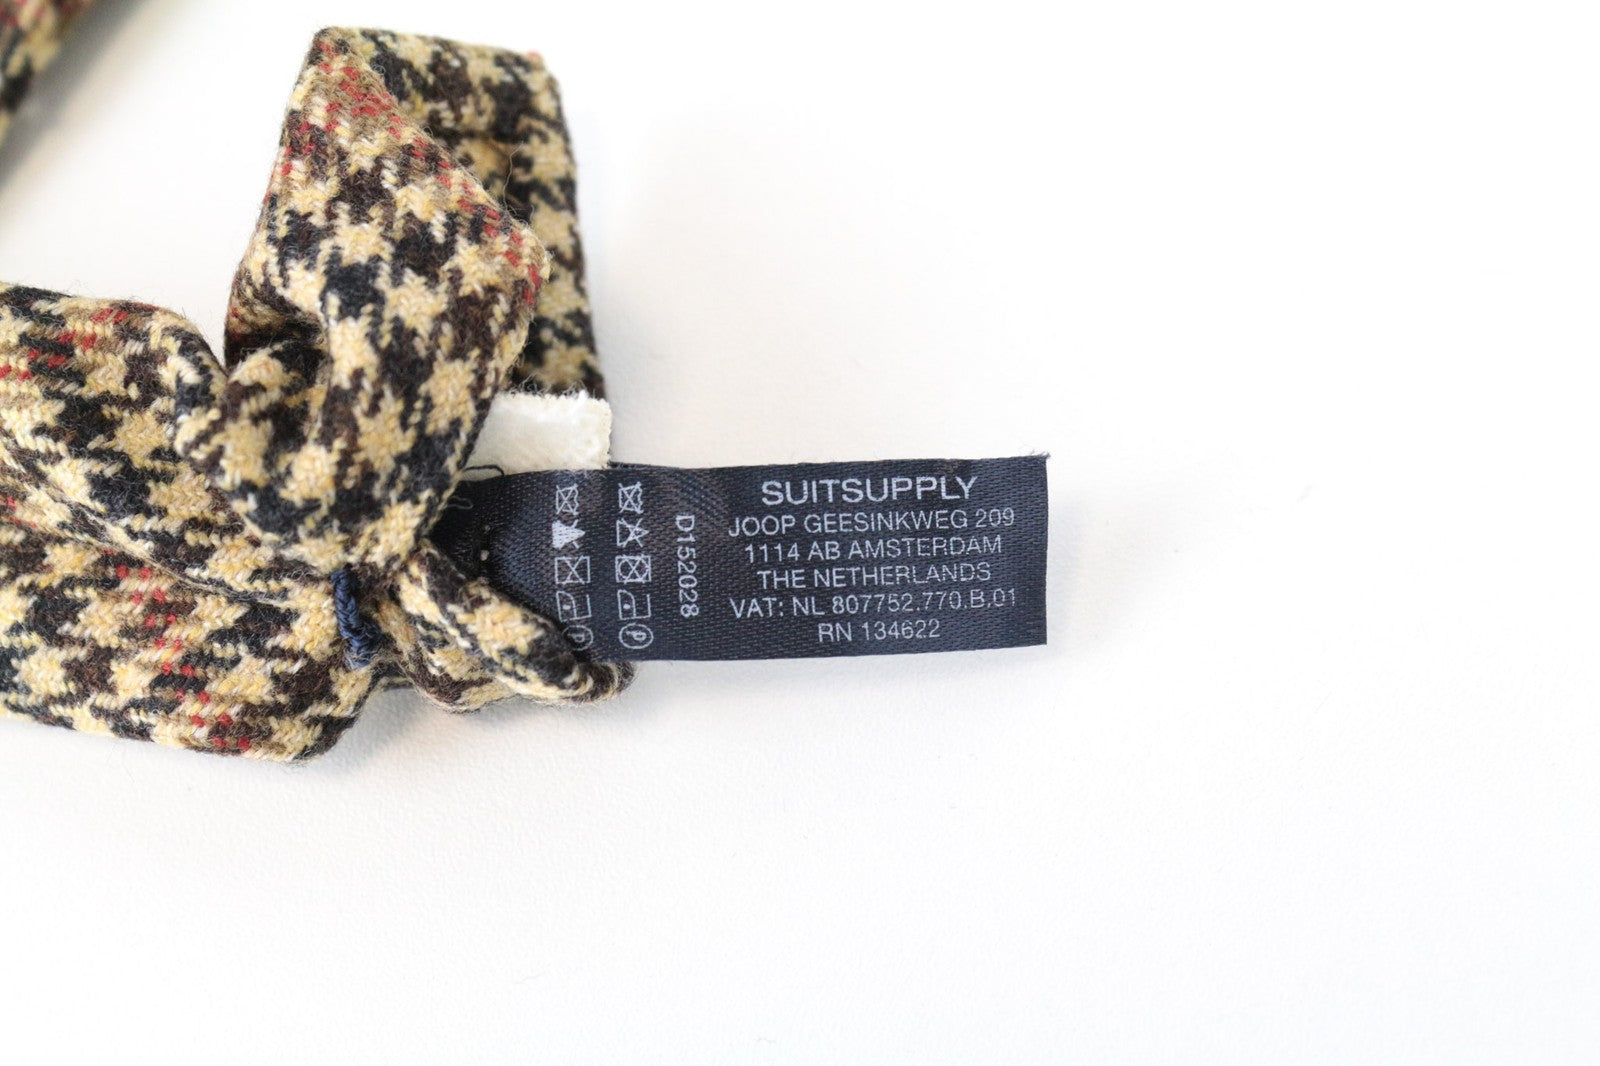 SUITSUPPLY
JOOP GEESINKWEG 209
1114 AB AMSTERDAM
THE NETHERLANDS
VAT: NL 807752.770.B.01
RN 134622
D152028
P
P